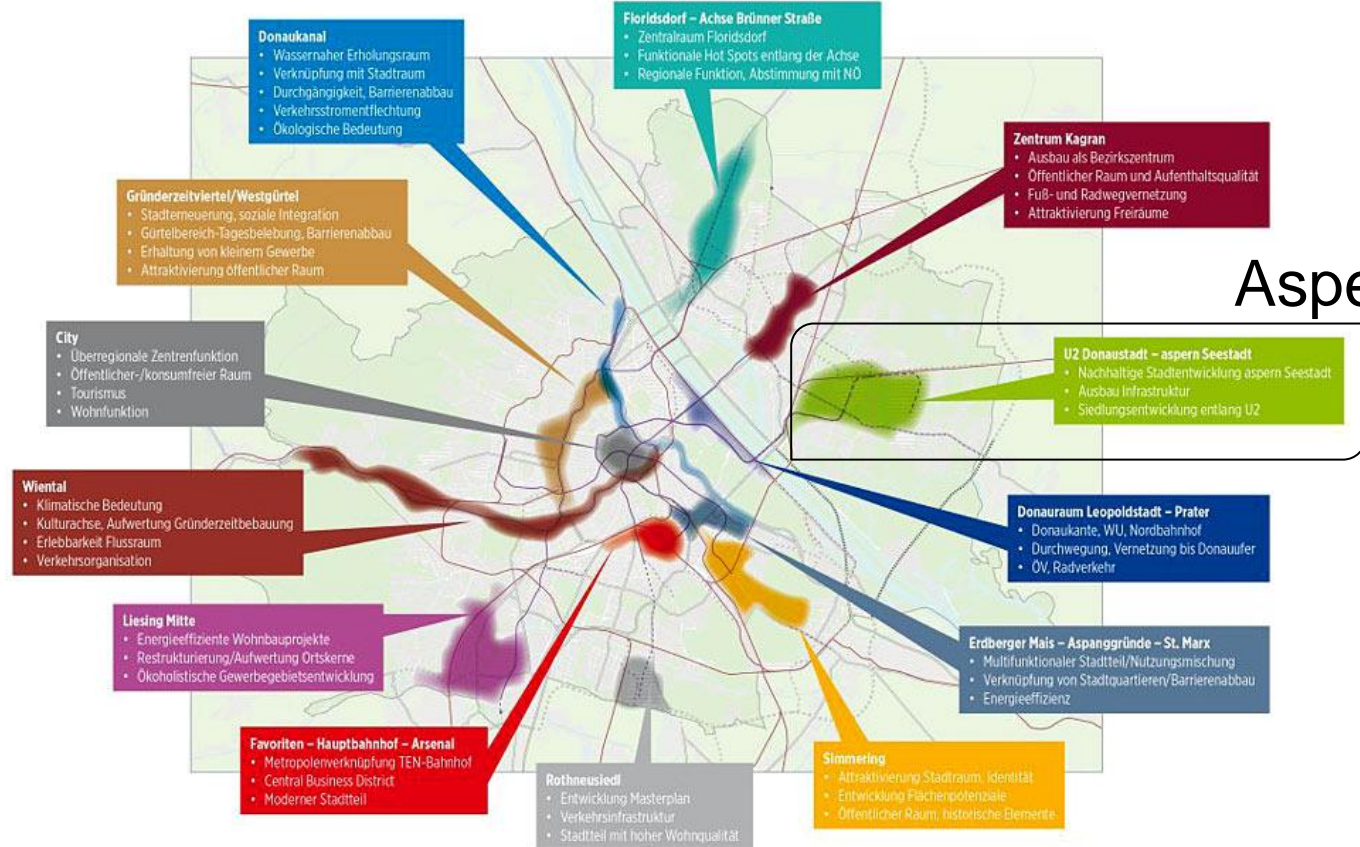 Donaukanal
• Wassernaher Erholungsraum
• Verknüpfung mit Stadtraum
• Durchgängigkeit, Barrierenabbau
• Verkehrsstromentflechtung
• Ökologische Bedeutung
Floridsdorf – Achse Brünner Straße
• Zentralraum Floridsdorf
• Funktionale Hot Spots entlang der Achse
• Regionale Funktion, Abstimmung mit NÖ
Zentrum Kagran
• Ausbau als Bezirkszentrum
• Öffentlicher Raum und Aufenthaltsqualität
• Fuß- und Radwegvernetzung
• Attraktivierung Freiräume
Gründerzeitviertel/Westgürtel
• Stadterneuerung, soziale Integration
• Gürtelbereich-Tagesbelebung, Barrierenabbau
• Erhaltung von kleinem Gewerbe
• Attraktivierung öffentlicher Raum
Aspe
City
• Überregionale Zentrenfunktion
• Öffentlicher-/konsumfreier Raum
• Tourismus
• Wohnfunktion
U2 Donaustadt – aspern Seestadt
• Nachhaltige Stadtentwicklung aspern Seestadt
• Ausbau Infrastruktur
• Siedlungsentwicklung entlang U2
Wiental
• Klimatische Bedeutung
• Kulturachse, Aufwertung Gründerzeitbebauung
• Erlebbarkeit Flussraum
• Verkehrsorganisation
Donauraum Leopoldstadt – Prater
• Donaukante, WU, Nordbahnhof
• Durchwegung, Vernetzung bis Donauufer
• ÖV, Radverkehr
Liesing Mitte
• Energieeffiziente Wohnbauprojekte
• Restrukturierung/Aufwertung Ortskerne
• Ökoholistische Gewerbegebietsentwicklung
Erdberger Mais – Aspanggründe – St. Marx
• Multifunktionaler Stadtteil/Nutzungsmischung
• Verknüpfung von Stadtquartieren/Barrierenabbau
• Energieeffizienz
Favoriten – Hauptbahnhof – Arsenal
• Metropolenverknüpfung TEN-Bahnhof
• Central Business District
• Moderner Stadtteil
Rothneusiedl
• Entwicklung Masterplan
• Verkehrsinfrastruktur
• Stadtteil mit hoher Wohnqualität
Simmering
• Attraktivierung Stadtraum, Identität
• Entwicklung Flächenpotenziale
• Öffentlicher Raum, historische Elemente